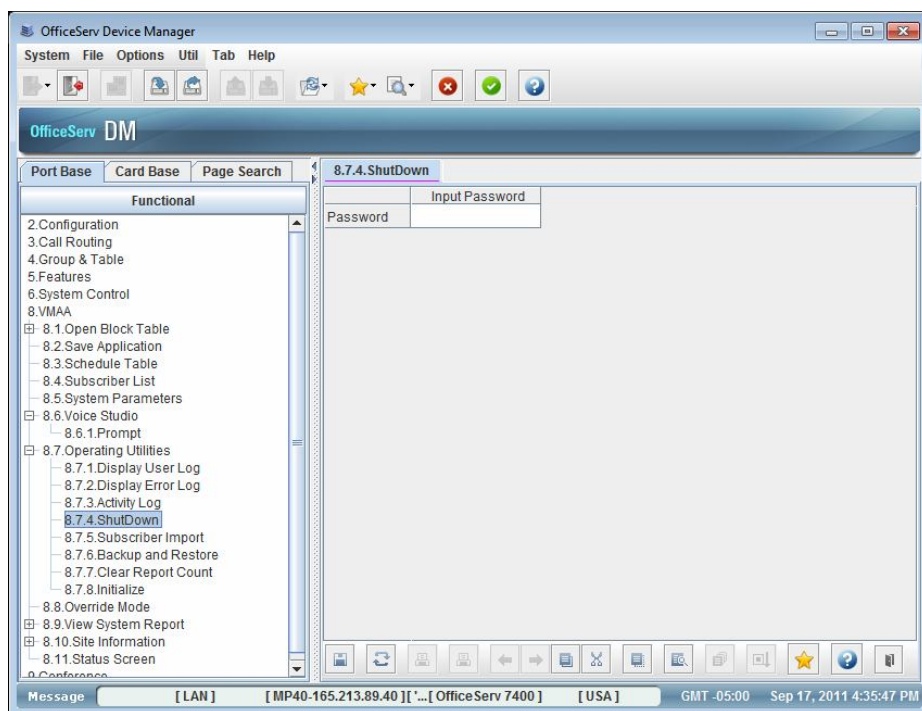 OfficeServ Device Manager
System File Options Util Tab Help
OfficeServ DM
Port Base Card Base Page Search
8.7.4.ShutDown
Functional
Input Password
Password
2.Configuration
3.Call Routing
4.Group & Table
5.Features
6.System Control
8.VMAA
8.1.Open Block Table
8.2.Save Application
8.3.Schedule Table
8.4.Subscriber List
8.5.System Parameters
8.6.Voice Studio
8.6.1.Prompt
8.7.Operating Utilities
8.7.1.Display User Log
8.7.2.Display Error Log
8.7.3.Activity Log
8.7.4.ShutDown
8.7.5.Subscriber Import
8.7.6.Backup and Restore
8.7.7.Clear Report Count
8.7.8.Initialize
8.8.Override Mode
8.9.View System Report
8.10.Site Information
8.11.Status Screen
9.Conference
Message [ LAN ] [ MP40-165.213.89.40 ][ '...[ OfficeServ 7400 ] [ USA ] GMT -05:00 Sep 17, 2011 4:35:47 PM